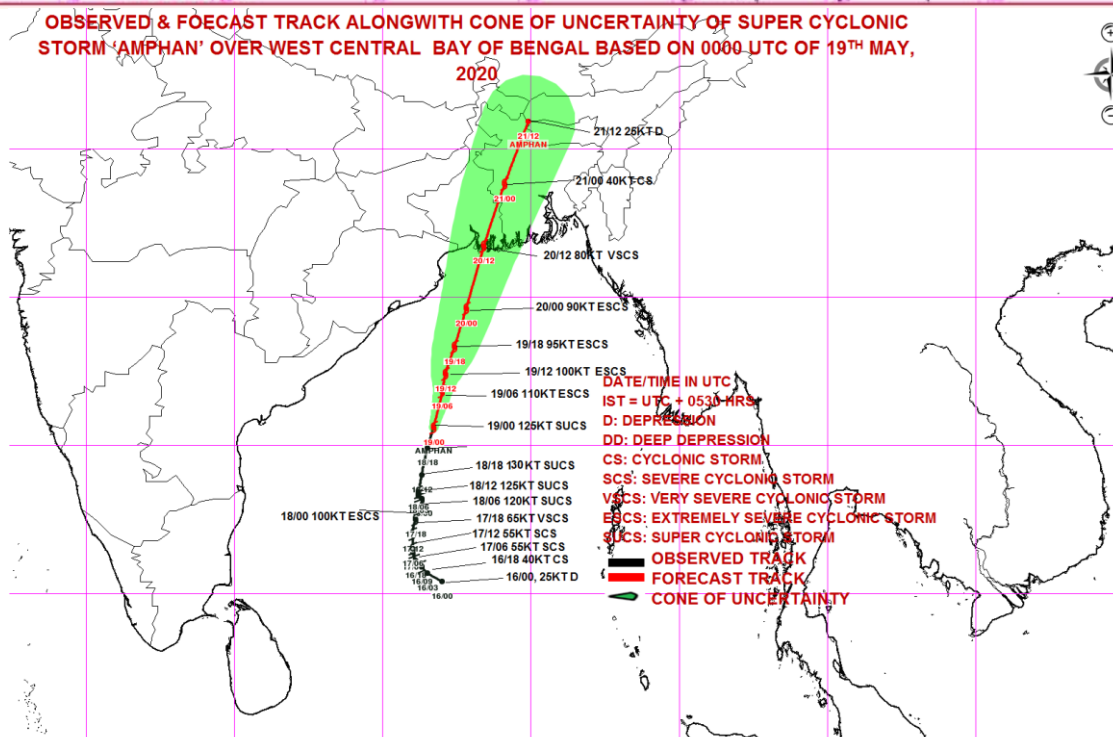 OBSERVED & FOECAST TRACK ALONGWITH CONE OF UNCERTAINTY OF SUPER CYCLONIC
STORM ‘AMPHAN’ OVER WEST CENTRAL BAY OF BENGAL BASED ON 0000 UTC OF 19TH MAY,
2020
21/12 25KT D
21/12
AMPHAN
21/00 40KT CS
21/00
20/12 80KT VSCS
20/12
20/00 90KT ESCS
20/00
19/18 95KT ESCS
19/18
19/12 100KT ESCS
19/12
19/06 110KT ESCS
19/06
19/00 125KT SUCS
19/00
AMPHAN
18/18
18/18 130KT SUCS
18/12 125KT SUCS
18/06 120KT SUCS
18/06
18/00 100KT ESCS
17/18 65KT VSCS
17/18
17/12 55KT SCS
17/12
17/06 55KT SCS
16/18 40KT CS
16/18
16/09
16/03
16/00, 25KT D
16/00
DATE/TIME IN UTC
IST = UTC + 0530 HRS
D: DEPRESSION
DD: DEEP DEPRESSION
CS: CYCLONIC STORM
SCS: SEVERE CYCLONIC STORM
VSCS: VERY SEVERE CYCLONIC STORM
ESCS: EXTREMELY SEVERE CYCLONIC STORM
SUCS: SUPER CYCLONIC STORM
OBSERVED TRACK
FORECAST TRACK
CONE OF UNCERTAINTY